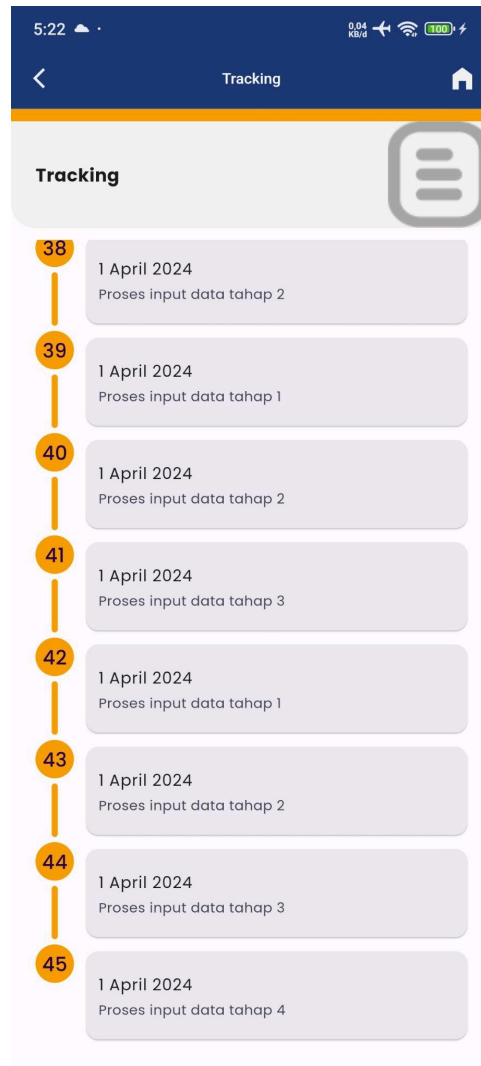 5:22
0,04
KB/d
100
Tracking
Tracking
38
1 April 2024
Proses input data tahap 2
39
1 April 2024
Proses input data tahap 1
40
1 April 2024
Proses input data tahap 2
41
1 April 2024
Proses input data tahap 3
42
1 April 2024
Proses input data tahap 1
43
1 April 2024
Proses input data tahap 2
44
1 April 2024
Proses input data tahap 3
45
1 April 2024
Proses input data tahap 4